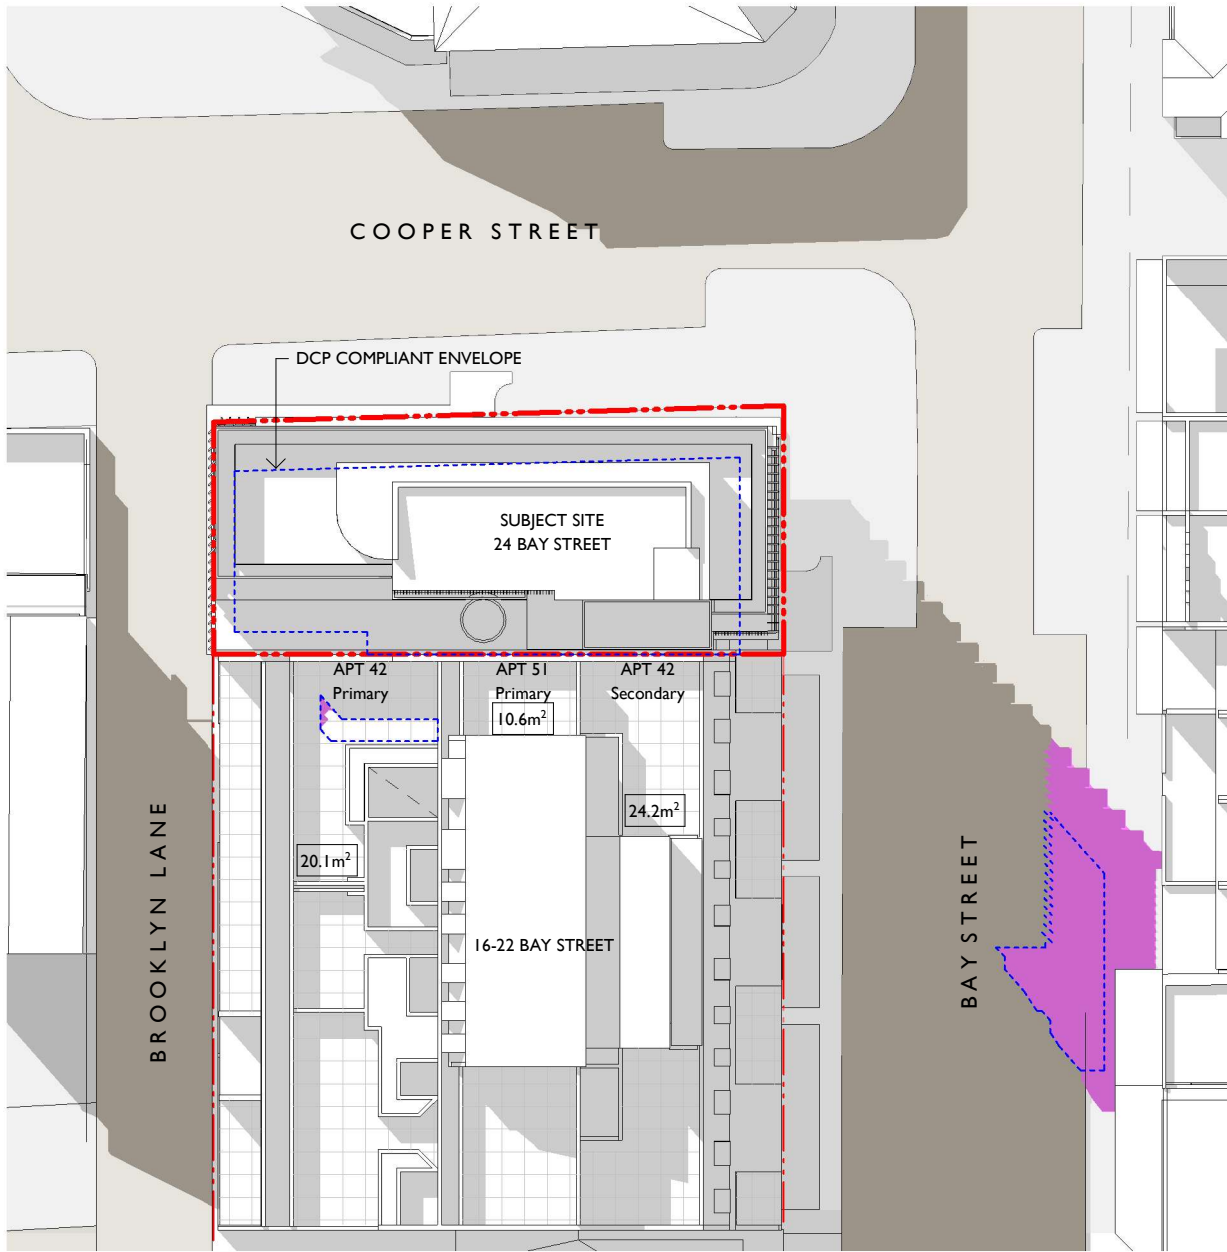 COOPER STREET
DCP COMPLIANT ENVELOPE
SUBJECT SITE
24 BAY STREET
APT 42
Primary
APT 51
Primary
10.6m²
APT 42
Secondary
24.2m²
20.1m²
16-22 BAY STREET
BROOKLYN LANE
BAY STREET